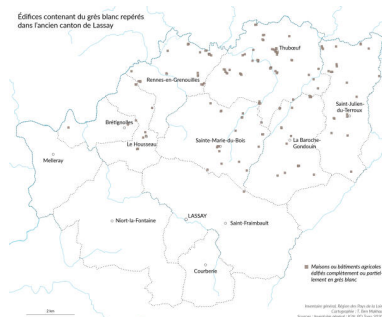 Édifices contenant du grès blanc repérés
dans l'ancien canton de Lassay
Thubœuf
Rennes-en-Grenouilles
Saint-Julien-
du-Terroux
Brétignolles
Le Housseau
Sainte-Marie-du-Bois
La Baroche-
Gondouin
Melleray
Niort-la-Fontaine
LASSAY
Saint-Fraimbault
Courberie
Maisons ou bâtiments agricoles
édifiés complètement ou partiel
lement en grès blanc
2 km
Inventaire général, Région des Pays de la Loire
Cartographie : T. Ben Makhad